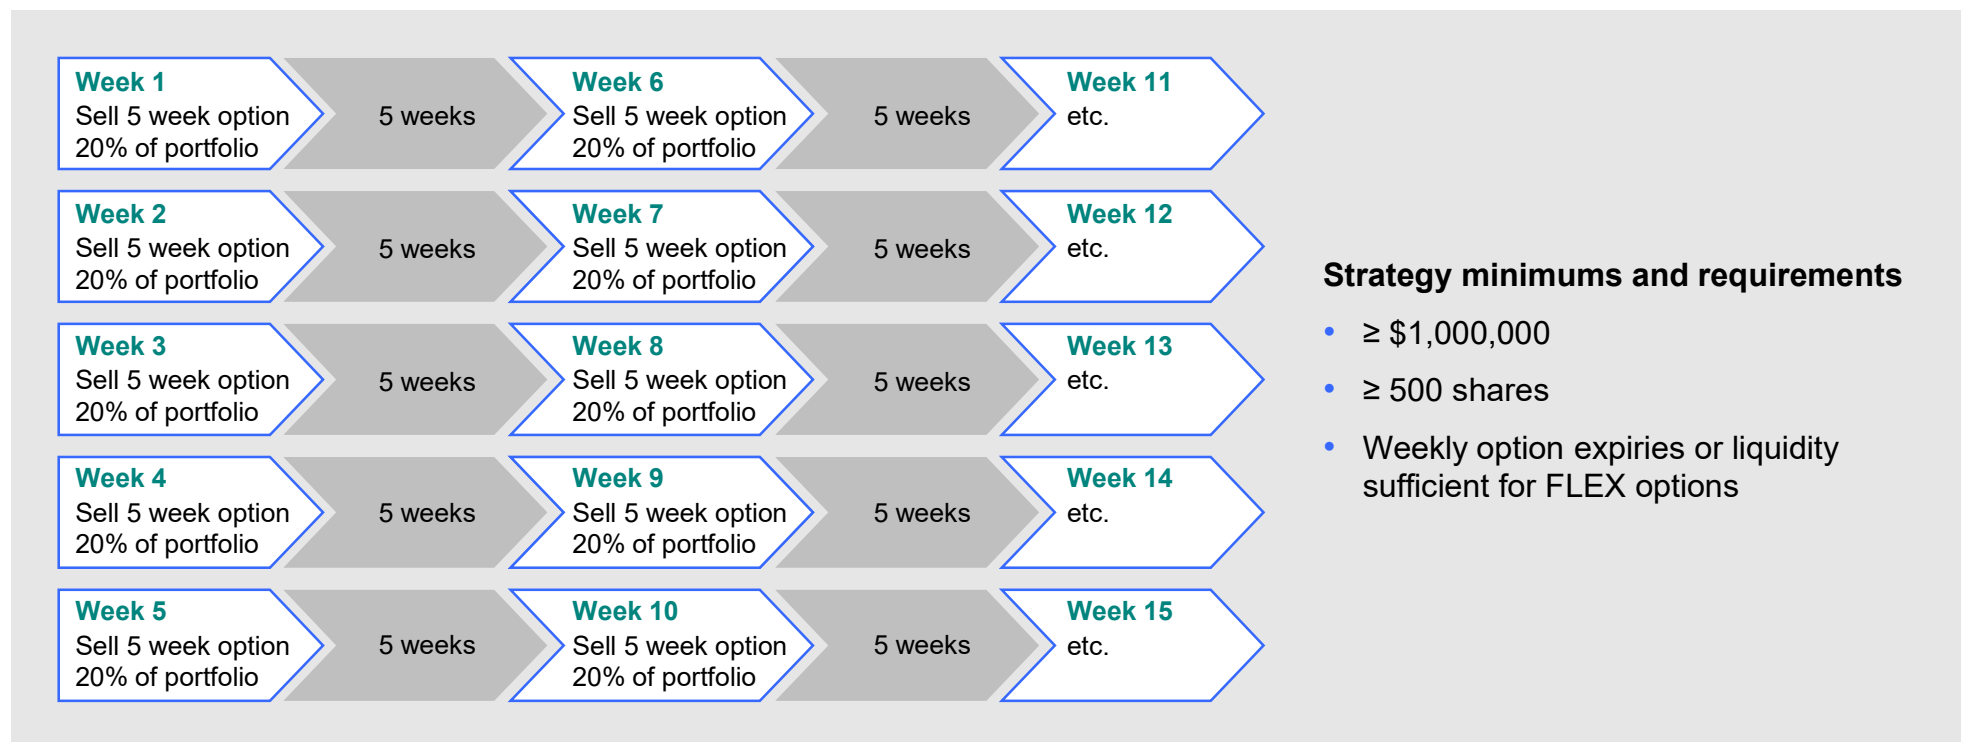 Week 1
Sell 5 week option
20% of portfolio
5 weeks
Week 6
Sell 5 week option
20% of portfolio
5 weeks
Week 11
etc.
Week 2
Sell 5 week option
20% of portfolio
5 weeks
Week 7
Sell 5 week option
20% of portfolio
5 weeks
Week 12
etc.
Week 3
Sell 5 week option
20% of portfolio
5 weeks
Week 8
Sell 5 week option
20% of portfolio
5 weeks
Week 13
etc.
Week 4
Sell 5 week option
20% of portfolio
5 weeks
Week 9
Sell 5 week option
20% of portfolio
5 weeks
Week 14
etc.
Week 5
Sell 5 week option
20% of portfolio
5 weeks
Week 10
Sell 5 week option
20% of portfolio
5 weeks
Week 15
etc.
Strategy minimums and requirements
• ≥ $1,000,000
• ≥ 500 shares
• Weekly option expiries or liquidity
sufficient for FLEX options